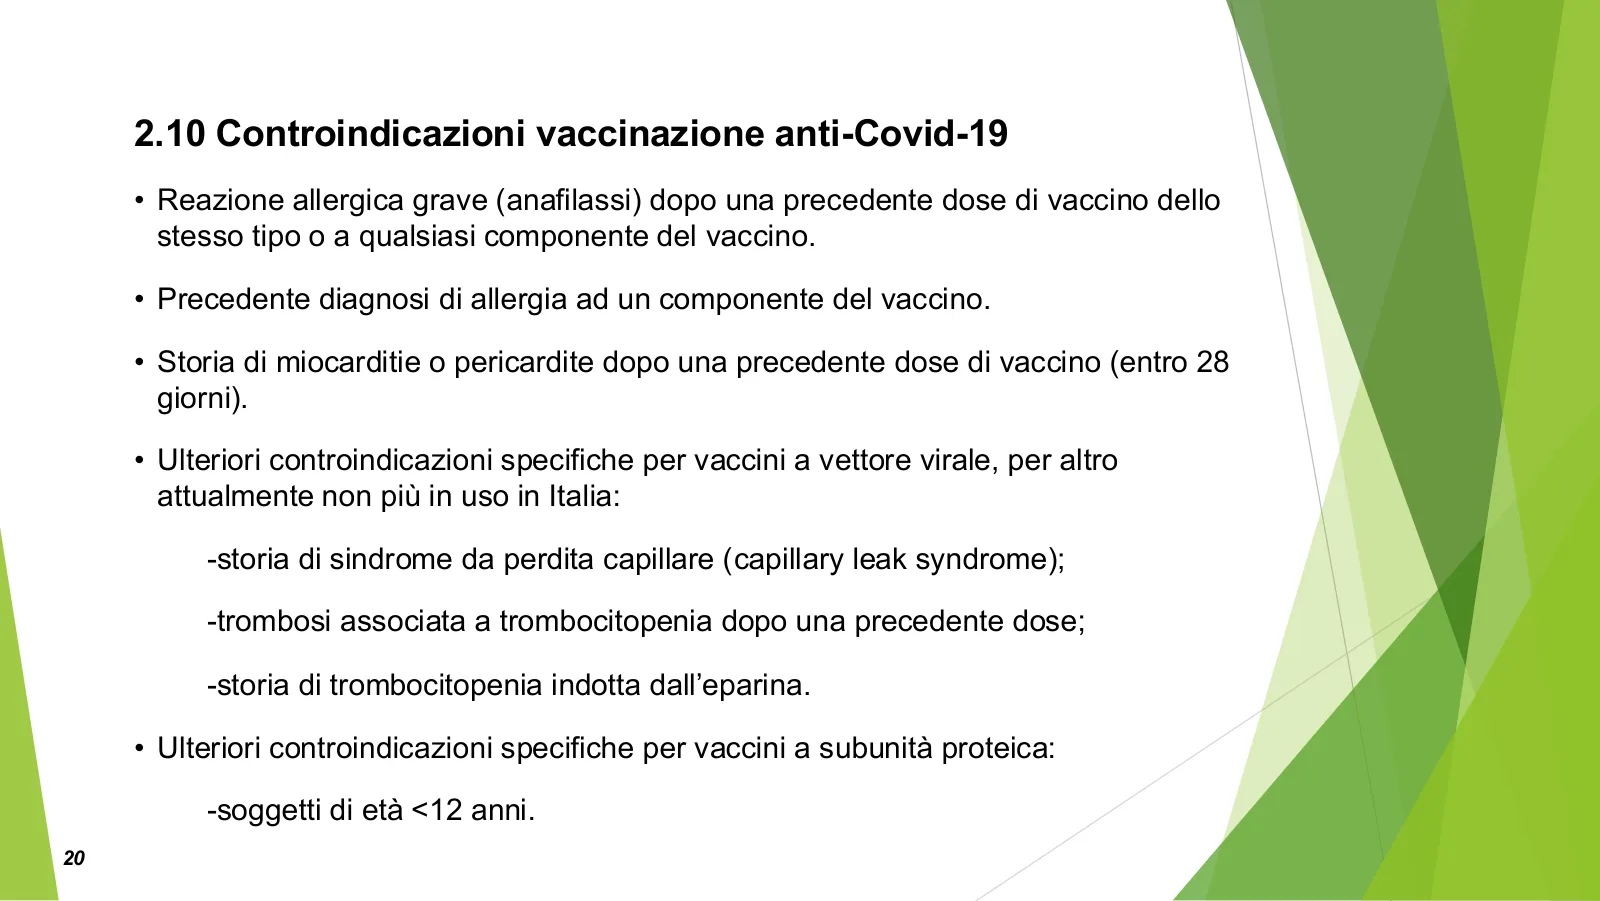 2.10 Controindicazioni vaccinazione anti-Covid-19
• Reazione allergica grave (anafilassi) dopo una precedente dose di vaccino dello
stesso tipo o a qualsiasi componente del vaccino.
• Precedente diagnosi di allergia ad un componente del vaccino.
• Storia di miocarditie o pericardite dopo una precedente dose di vaccino (entro 28
giorni).
• Ulteriori controindicazioni specifiche per vaccini a vettore virale, per altro
attualmente non più in uso in Italia:
-storia di sindrome da perdita capillare (capillary leak syndrome);
-trombosi associata a trombocitopenia dopo una precedente dose;
-storia di trombocitopenia indotta dall’eparina.
• Ulteriori controindicazioni specifiche per vaccini a subunità proteica:
-soggetti di età <12 anni.
20